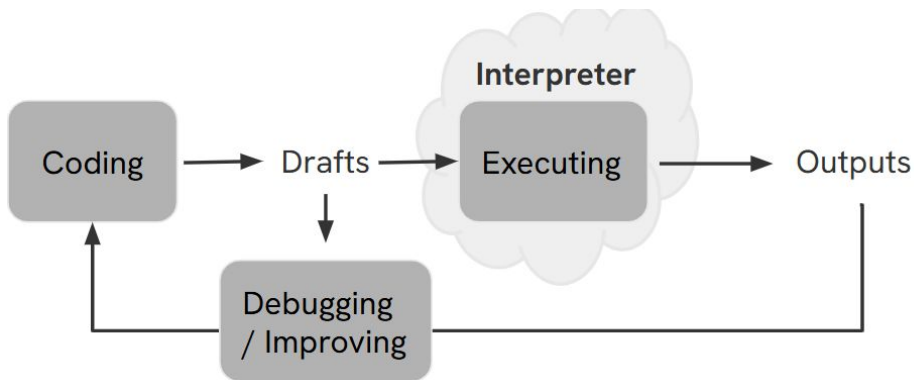 Interpreter
Coding
Drafts
Executing
Outputs
Debugging
/ Improving